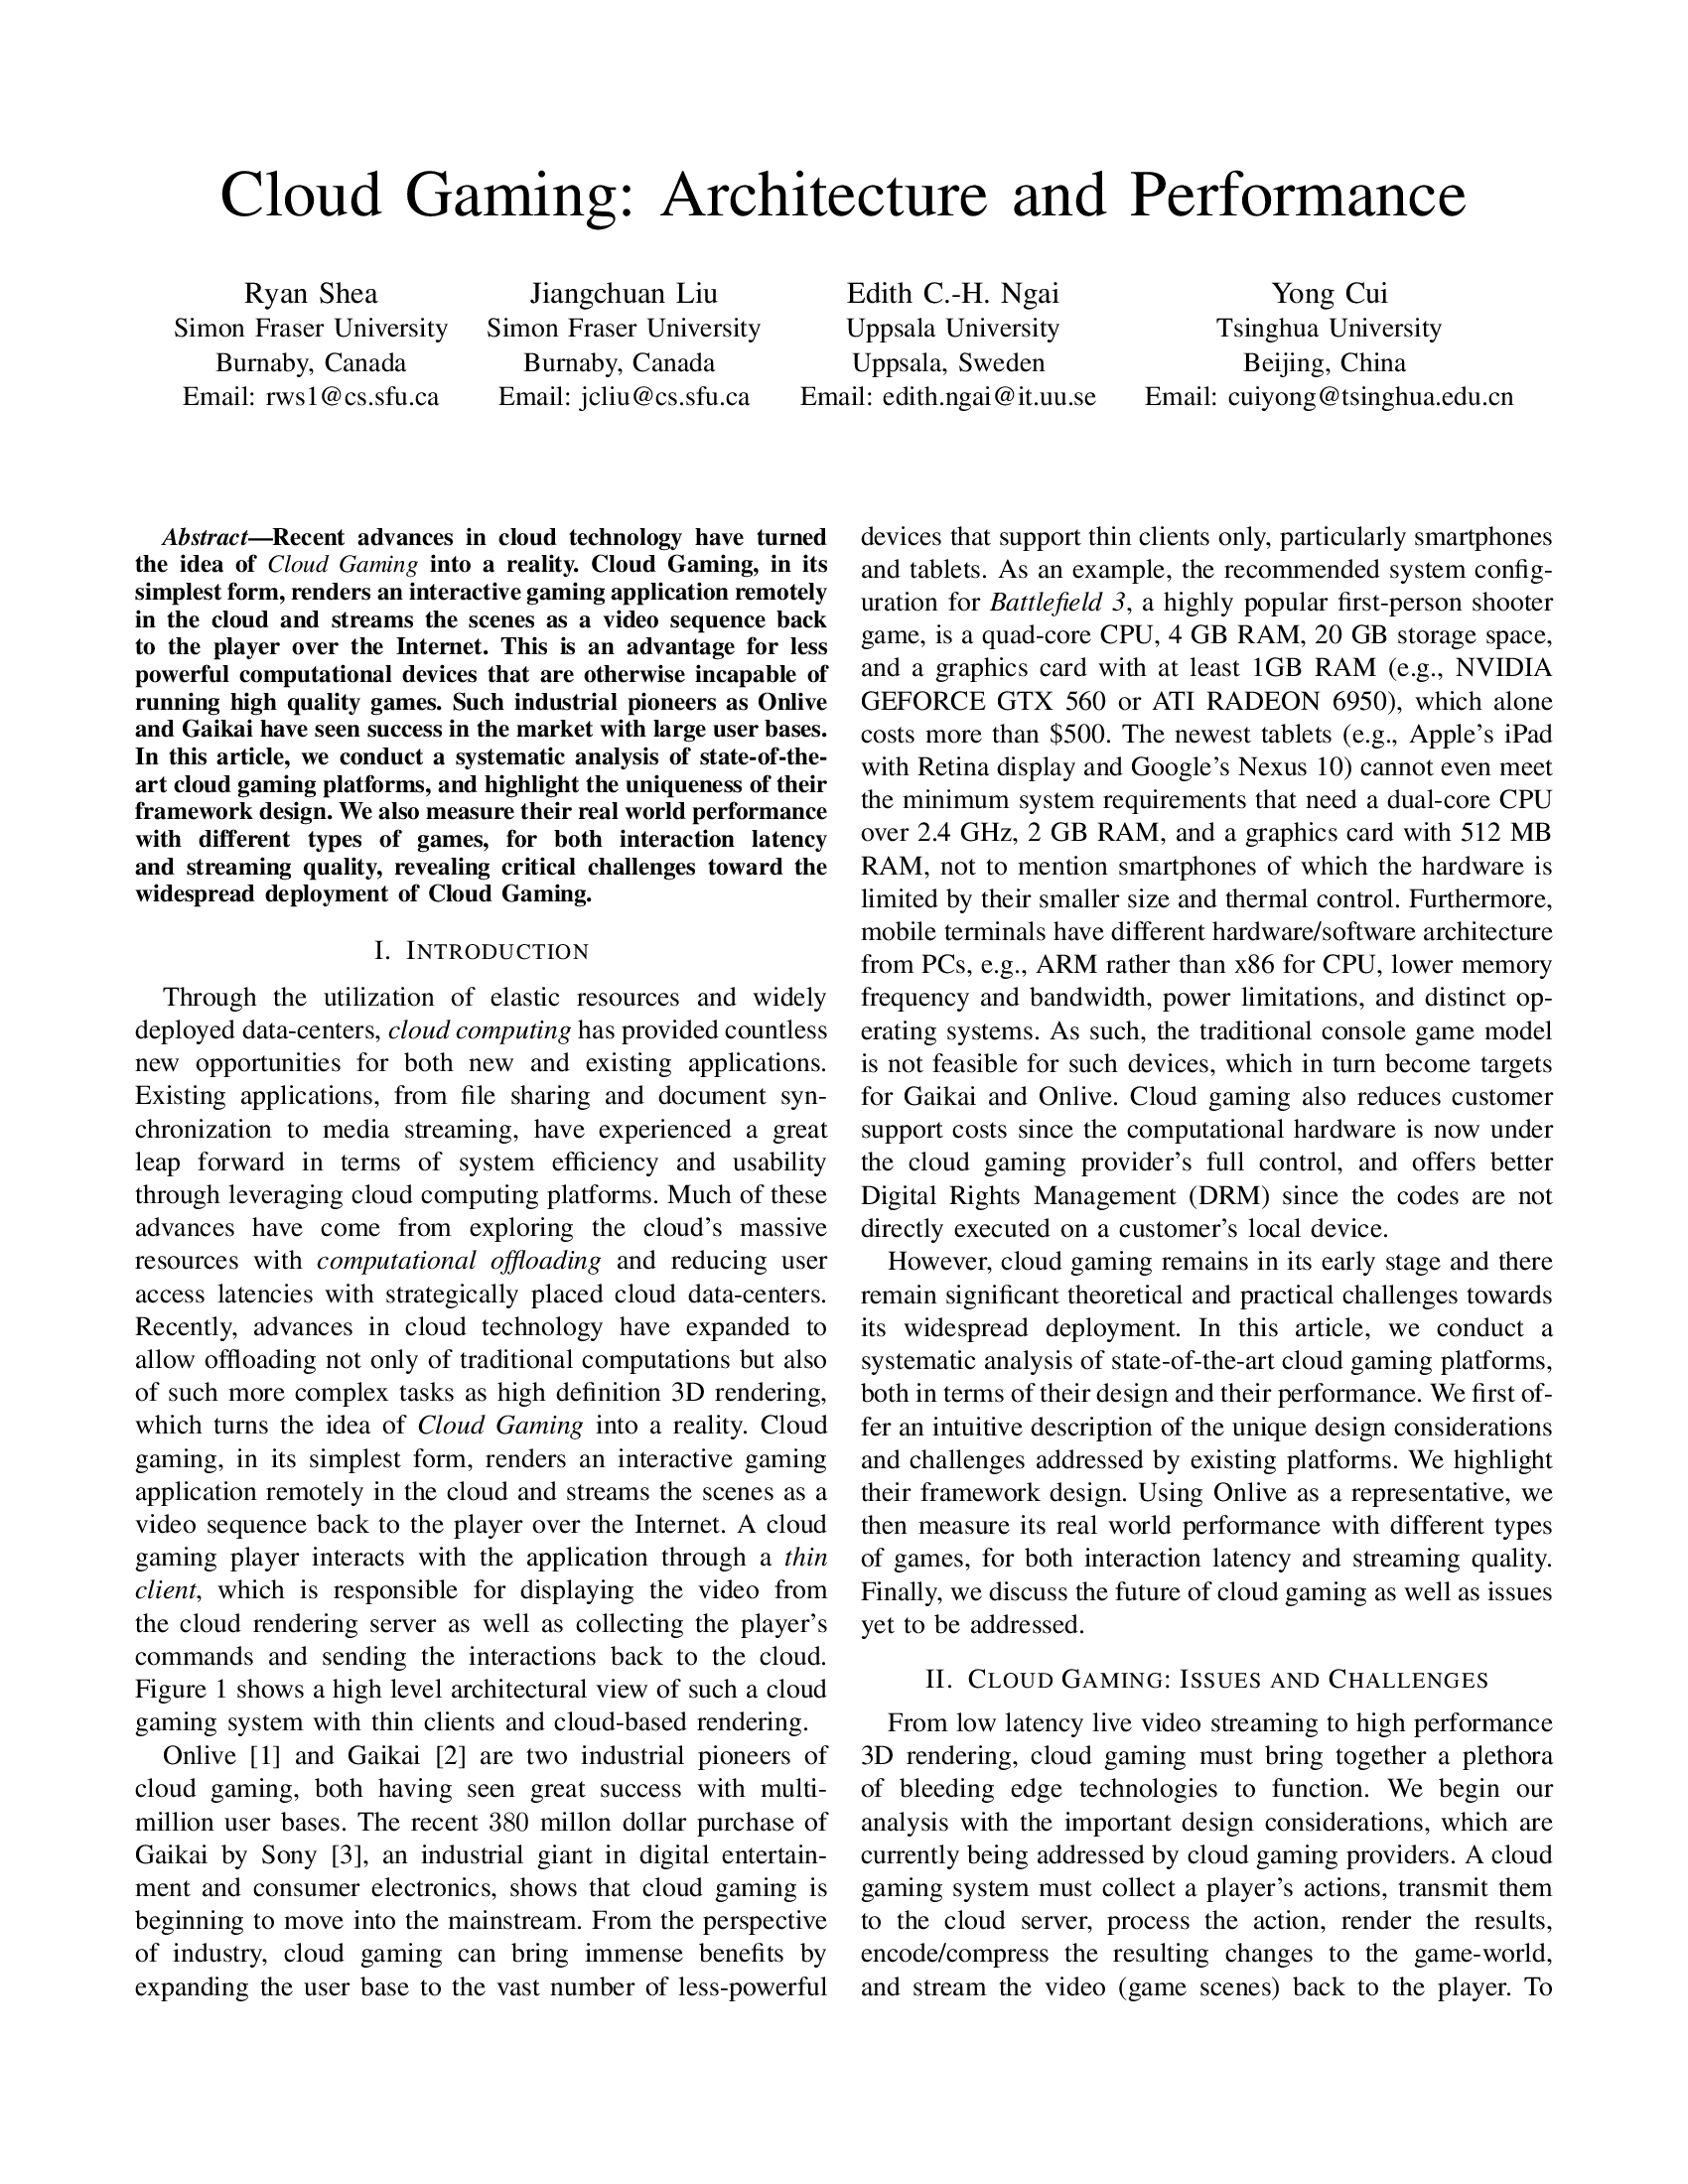 Cloud Gaming: Architecture and Performance
Ryan Shea
Simon Fraser University
Burnaby, Canada
Email: rws1@cs.sfu.ca
Jiangchuan Liu
Simon Fraser University
Burnaby, Canada
Email: jcliu@cs.sfu.ca
Edith C.-H. Ngai
Uppsala University
Uppsala, Sweden
Email: edith.ngai@it.uu.se
Yong Cui
Tsinghua University
Beijing, China
Email: cuiyong@tsinghua.edu.cn
Abstract—Recent advances in cloud technology have turned
the idea of Cloud Gaming into a reality. Cloud Gaming, in its
simplest form, renders an interactive gaming application remotely
in the cloud and streams the scenes as a video sequence back
to the player over the Internet. This is an advantage for less
powerful computational devices that are otherwise incapable of
running high quality games. Such industrial pioneers as Onlive
and Gaikai have seen success in the market with large user bases.
In this article, we conduct a systematic analysis of state-of-the-
art cloud gaming platforms, and highlight the uniqueness of their
framework design. We also measure their real world performance
with different types of games, for both interaction latency
and streaming quality, revealing critical challenges toward the
widespread deployment of Cloud Gaming.
I. INTRODUCTION
Through the utilization of elastic resources and widely
deployed data-centers, cloud computing has provided countless
new opportunities for both new and existing applications.
Existing applications, from file sharing and document syn-
chronization to media streaming, have experienced a great
leap forward in terms of system efficiency and usability
through leveraging cloud computing platforms. Much of these
advances have come from exploring the cloud's massive
resources with computational offloading and reducing user
access latencies with strategically placed cloud data-centers.
Recently, advances in cloud technology have expanded to
allow offloading not only of traditional computations but also
of such more complex tasks as high definition 3D rendering,
which turns the idea of Cloud Gaming into a reality. Cloud
gaming, in its simplest form, renders an interactive gaming
application remotely in the cloud and streams the scenes as a
video sequence back to the player over the Internet. A cloud
gaming player interacts with the application through a thin
client, which is responsible for displaying the video from
the cloud rendering server as well as collecting the player's
commands and sending the interactions back to the cloud.
Figure 1 shows a high level architectural view of such a cloud
gaming system with thin clients and cloud-based rendering.
Onlive [1] and Gaikai [2] are two industrial pioneers of
cloud gaming, both having seen great success with multi-
million user bases. The recent 380 millon dollar purchase of
Gaikai by Sony [3], an industrial giant in digital entertain-
ment and consumer electronics, shows that cloud gaming is
beginning to move into the mainstream. From the perspective
of industry, cloud gaming can bring immense benefits by
expanding the user base to the vast number of less-powerful
devices that support thin clients only, particularly smartphones
and tablets. As an example, the recommended system config-
uration for Battlefield 3, a highly popular first-person shooter
game, is a quad-core CPU, 4 GB RAM, 20 GB storage space,
and a graphics card with at least 1GB RAM (e.g., NVIDIA
GEFORCE GTX 560 or ATI RADEON 6950), which alone
costs more than $500. The newest tablets (e.g., Apple's iPad
with Retina display and Google's Nexus 10) cannot even meet
the minimum system requirements that need a dual-core CPU
over 2.4 GHz, 2 GB RAM, and a graphics card with 512 MB
RAM, not to mention smartphones of which the hardware is
limited by their smaller size and thermal control. Furthermore,
mobile terminals have different hardware/software architecture
from PCs, e.g., ARM rather than x86 for CPU, lower memory
frequency and bandwidth, power limitations, and distinct op-
erating systems. As such, the traditional console game model
is not feasible for such devices, which in turn become targets
for Gaikai and Onlive. Cloud gaming also reduces customer
support costs since the computational hardware is now under
the cloud gaming provider's full control, and offers better
Digital Rights Management (DRM) since the codes are not
directly executed on a customer's local device.
However, cloud gaming remains in its early stage and there
remain significant theoretical and practical challenges towards
its widespread deployment. In this article, we conduct a
systematic analysis of state-of-the-art cloud gaming platforms,
both in terms of their design and their performance. We first of-
fer an intuitive description of the unique design considerations
and challenges addressed by existing platforms. We highlight
their framework design. Using Onlive as a representative, we
then measure its real world performance with different types
of games, for both interaction latency and streaming quality.
Finally, we discuss the future of cloud gaming as well as issues
yet to be addressed.
II. CLOUD GAMING: ISSUES AND CHALLENGES
From low latency live video streaming to high performance
3D rendering, cloud gaming must bring together a plethora
of bleeding edge technologies to function. We begin our
analysis with the important design considerations, which are
currently being addressed by cloud gaming providers. A cloud
gaming system must collect a player's actions, transmit them
to the cloud server, process the action, render the results,
encode/compress the resulting changes to the game-world,
and stream the video (game scenes) back to the player. To